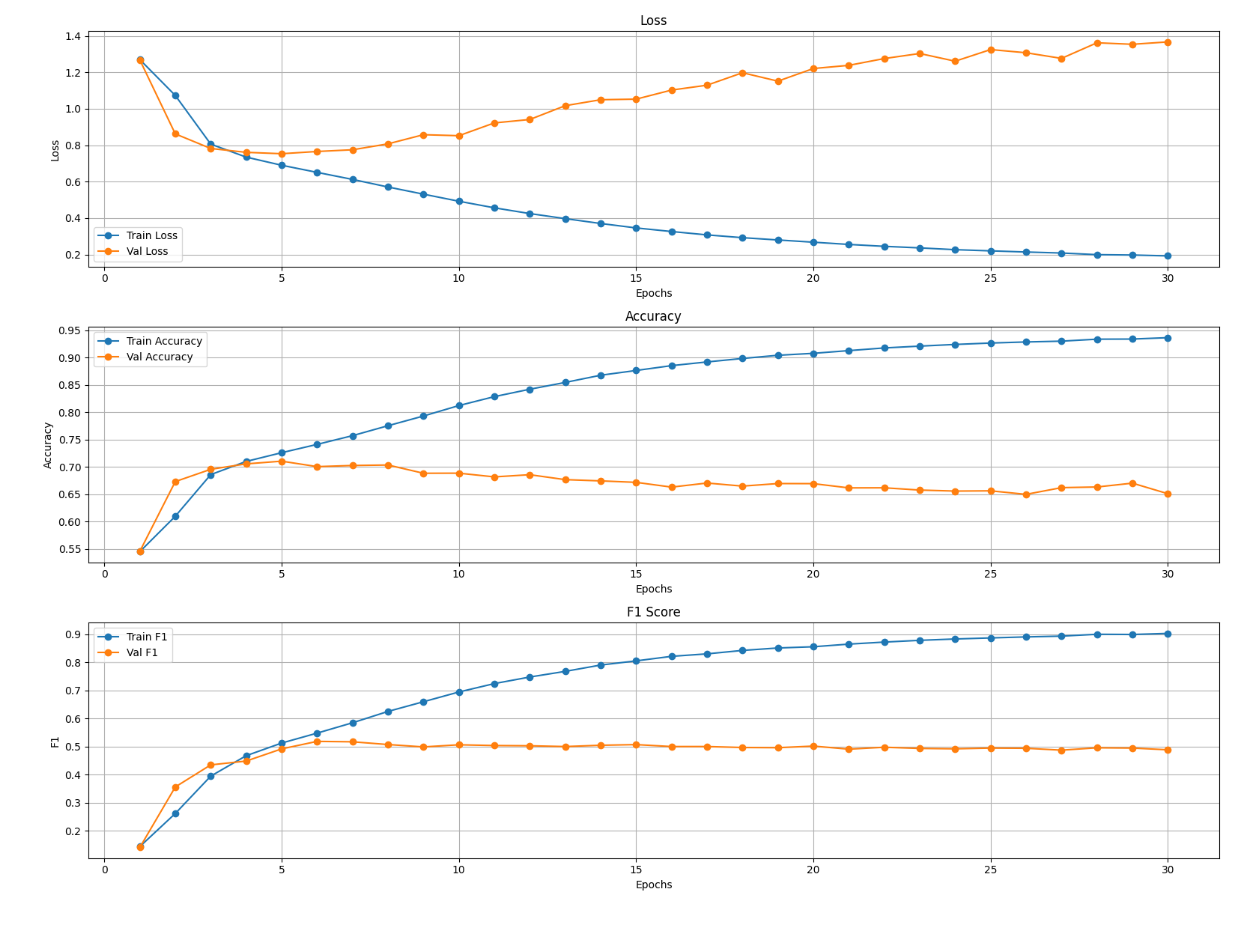 Loss
1.4
1.2
1.0
0.8
0.6
0.4
0.2
Loss
Train Loss
Val Loss
0 5 10 15 20 25 30
Epochs
Accuracy
0.95
0.90
0.85
0.80
0.75
0.70
0.65
0.60
0.55
Accuracy
Train Accuracy
Val Accuracy
0 5 10 15 20 25 30
Epochs
F1 Score
0.9
0.8
0.7
0.6
0.5
0.4
0.3
0.2
F1
Train F1
Val F1
0 5 10 15 20 25 30
Epochs